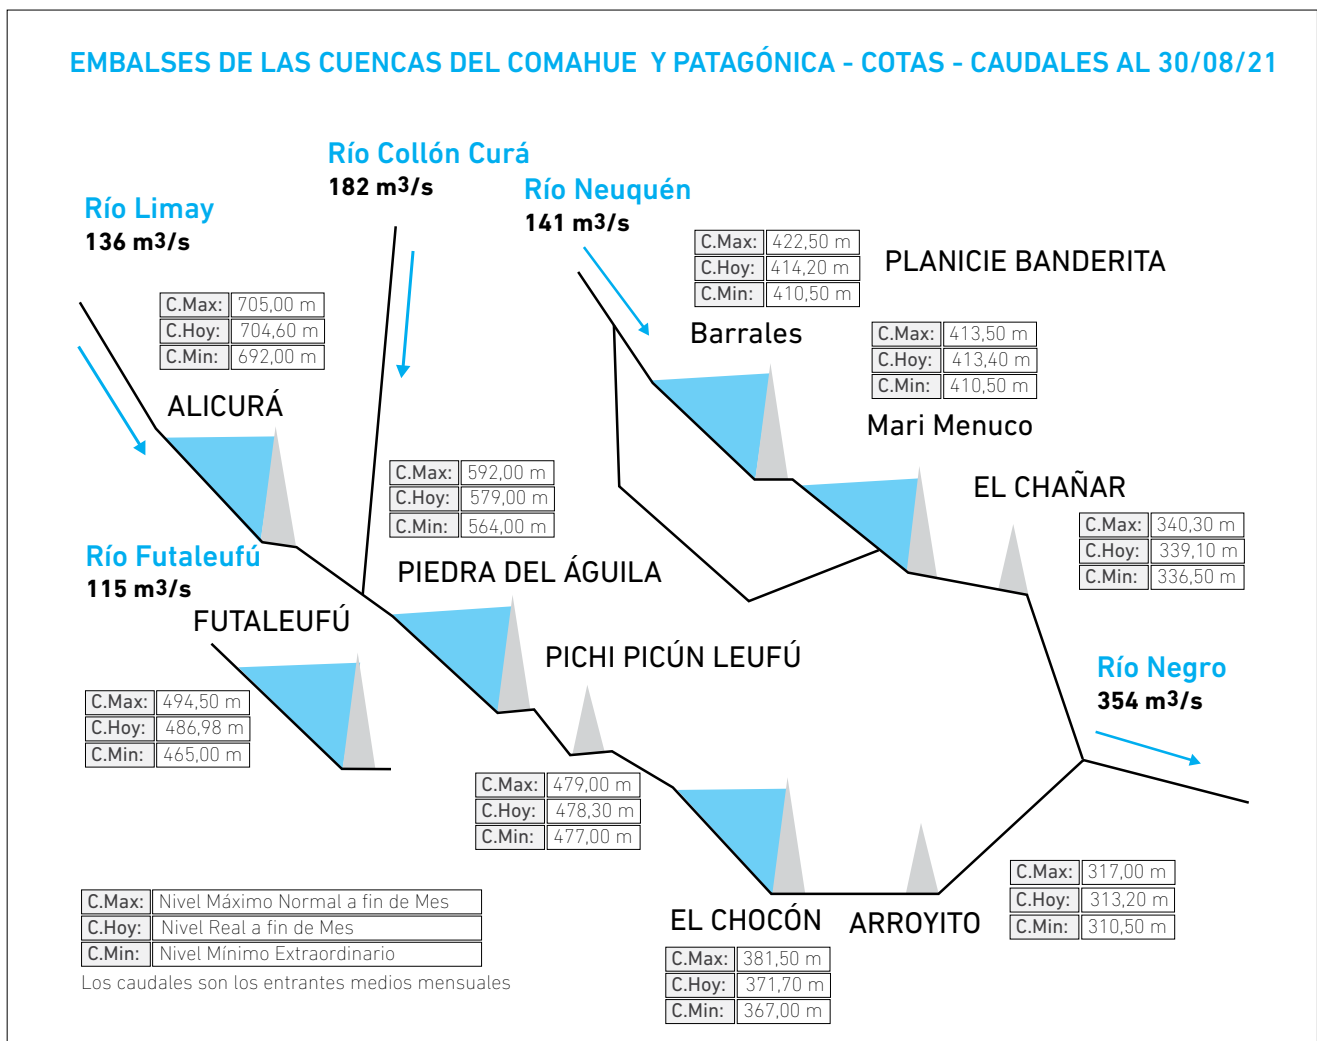 EMBALSES DE LAS CUENCAS DEL COMAHUE Y PATAGÓNICA - COTAS - CAUDALES AL 30/08/21
Río Collón Curá
182 m3/s
Río Neuquén
141 m3/s
Río Limay
136 m3/s
C.Max: 422,50 m
C.Hoy: 414,20 m
C.Min: 410,50 m
PLANICIE BANDERITA
Barrales
C.Max: 705,00 m
C.Hoy: 704,60 m
C.Min: 692,00 m
ALICURÁ
C.Max: 413,50 m
C.Hoy: 413,40 m
C.Min: 410,50 m
Mari Menuco
C.Max: 592,00 m
C.Hoy: 579,00 m
C.Min: 564,00 m
PIEDRA DEL ÁGUILA
EL CHAÑAR
C.Max: 340,30 m
C.Hoy: 339,10 m
C.Min: 336,50 m
Río Futaleufú
115 m3/s
FUTALEUFÚ
C.Max: 494,50 m
C.Hoy: 486,98 m
C.Min: 465,00 m
PICHI PICÚN LEUFÚ
C.Max: 479,00 m
C.Hoy: 478,30 m
C.Min: 477,00 m
Río Negro
354 m3/s
EL CHOCÓN
C.Max: 381,50 m
C.Hoy: 371,70 m
C.Min: 367,00 m
ARROYITO
C.Max: 317,00 m
C.Hoy: 313,20 m
C.Min: 310,50 m
C.Max: Nivel Máximo Normal a fin de Mes
C.Hoy: Nivel Real a fin de Mes
C.Min: Nivel Mínimo Extraordinario
Los caudales son los entrantes medios mensuales